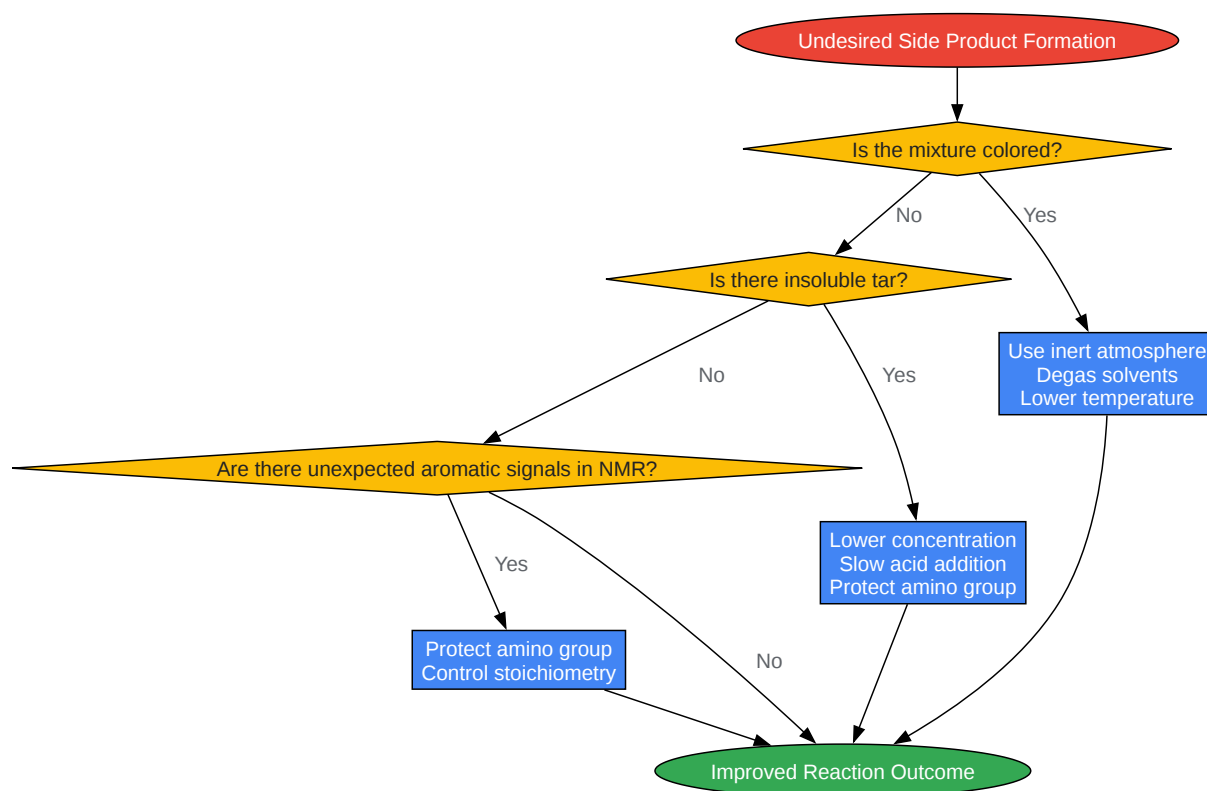 Undesired Side Product Formation
Is the mixture colored?
No
Yes
Is there insoluble tar?
Use inert atmosphere
Degas solvents
Lower temperature
No
Yes
Are there unexpected aromatic signals in NMR?
Lower concentration
Slow acid addition
Protect amino group
Yes
Protect amino group
Control stoichiometry
No
Improved Reaction Outcome